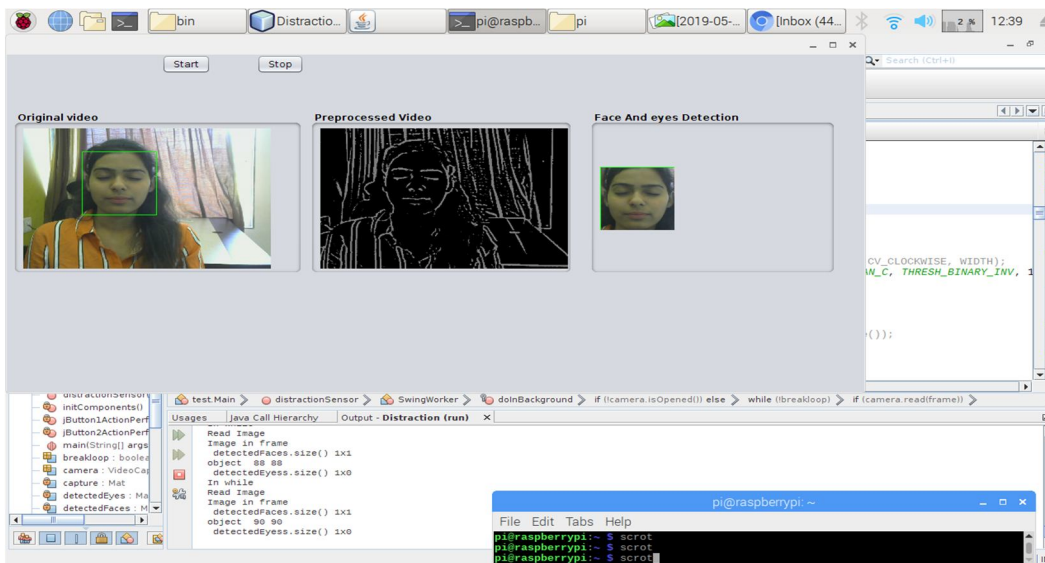 bin
Distractio...
pi@raspb...
pi
[2019-05-...
[Inbox (44...
2 %
12:39
Start
Stop
Search (Ctrl+I)
Original video
Preprocessed Video
Face And eyes Detection
CV_CLOCKWISE, WIDTH);
AN_C, THRESH_BINARY_INV, 1
());
distractionSensor(
initComponents()
jButton1ActionPerf
jButton2ActionPerf
main(String[] args
breakloop : boolea
camera : VideoCap
capture : Mat
detectedEyes : Ma
detectedFaces : M
test.Main
distractionSensor
SwingWorker
doInBackground
if (!camera.isOpened()) else
while (!breakloop)
if (camera.read(frame))
Usages
Java Call Hierarchy
Output - Distraction (run)
In while
Read Image
Image in frame
detectedFaces.size() 1x1
object  88 88
detectedEyess.size() 1x0
In while
Read Image
Image in frame
detectedFaces.size() 1x1
object  90 90
detectedEyess.size() 1x0
pi@raspberrypi: ~
File Edit Tabs Help
pi@raspberrypi:~ $ scrot
pi@raspberrypi:~ $ scrot
pi@raspberrypi:~ $ scrot